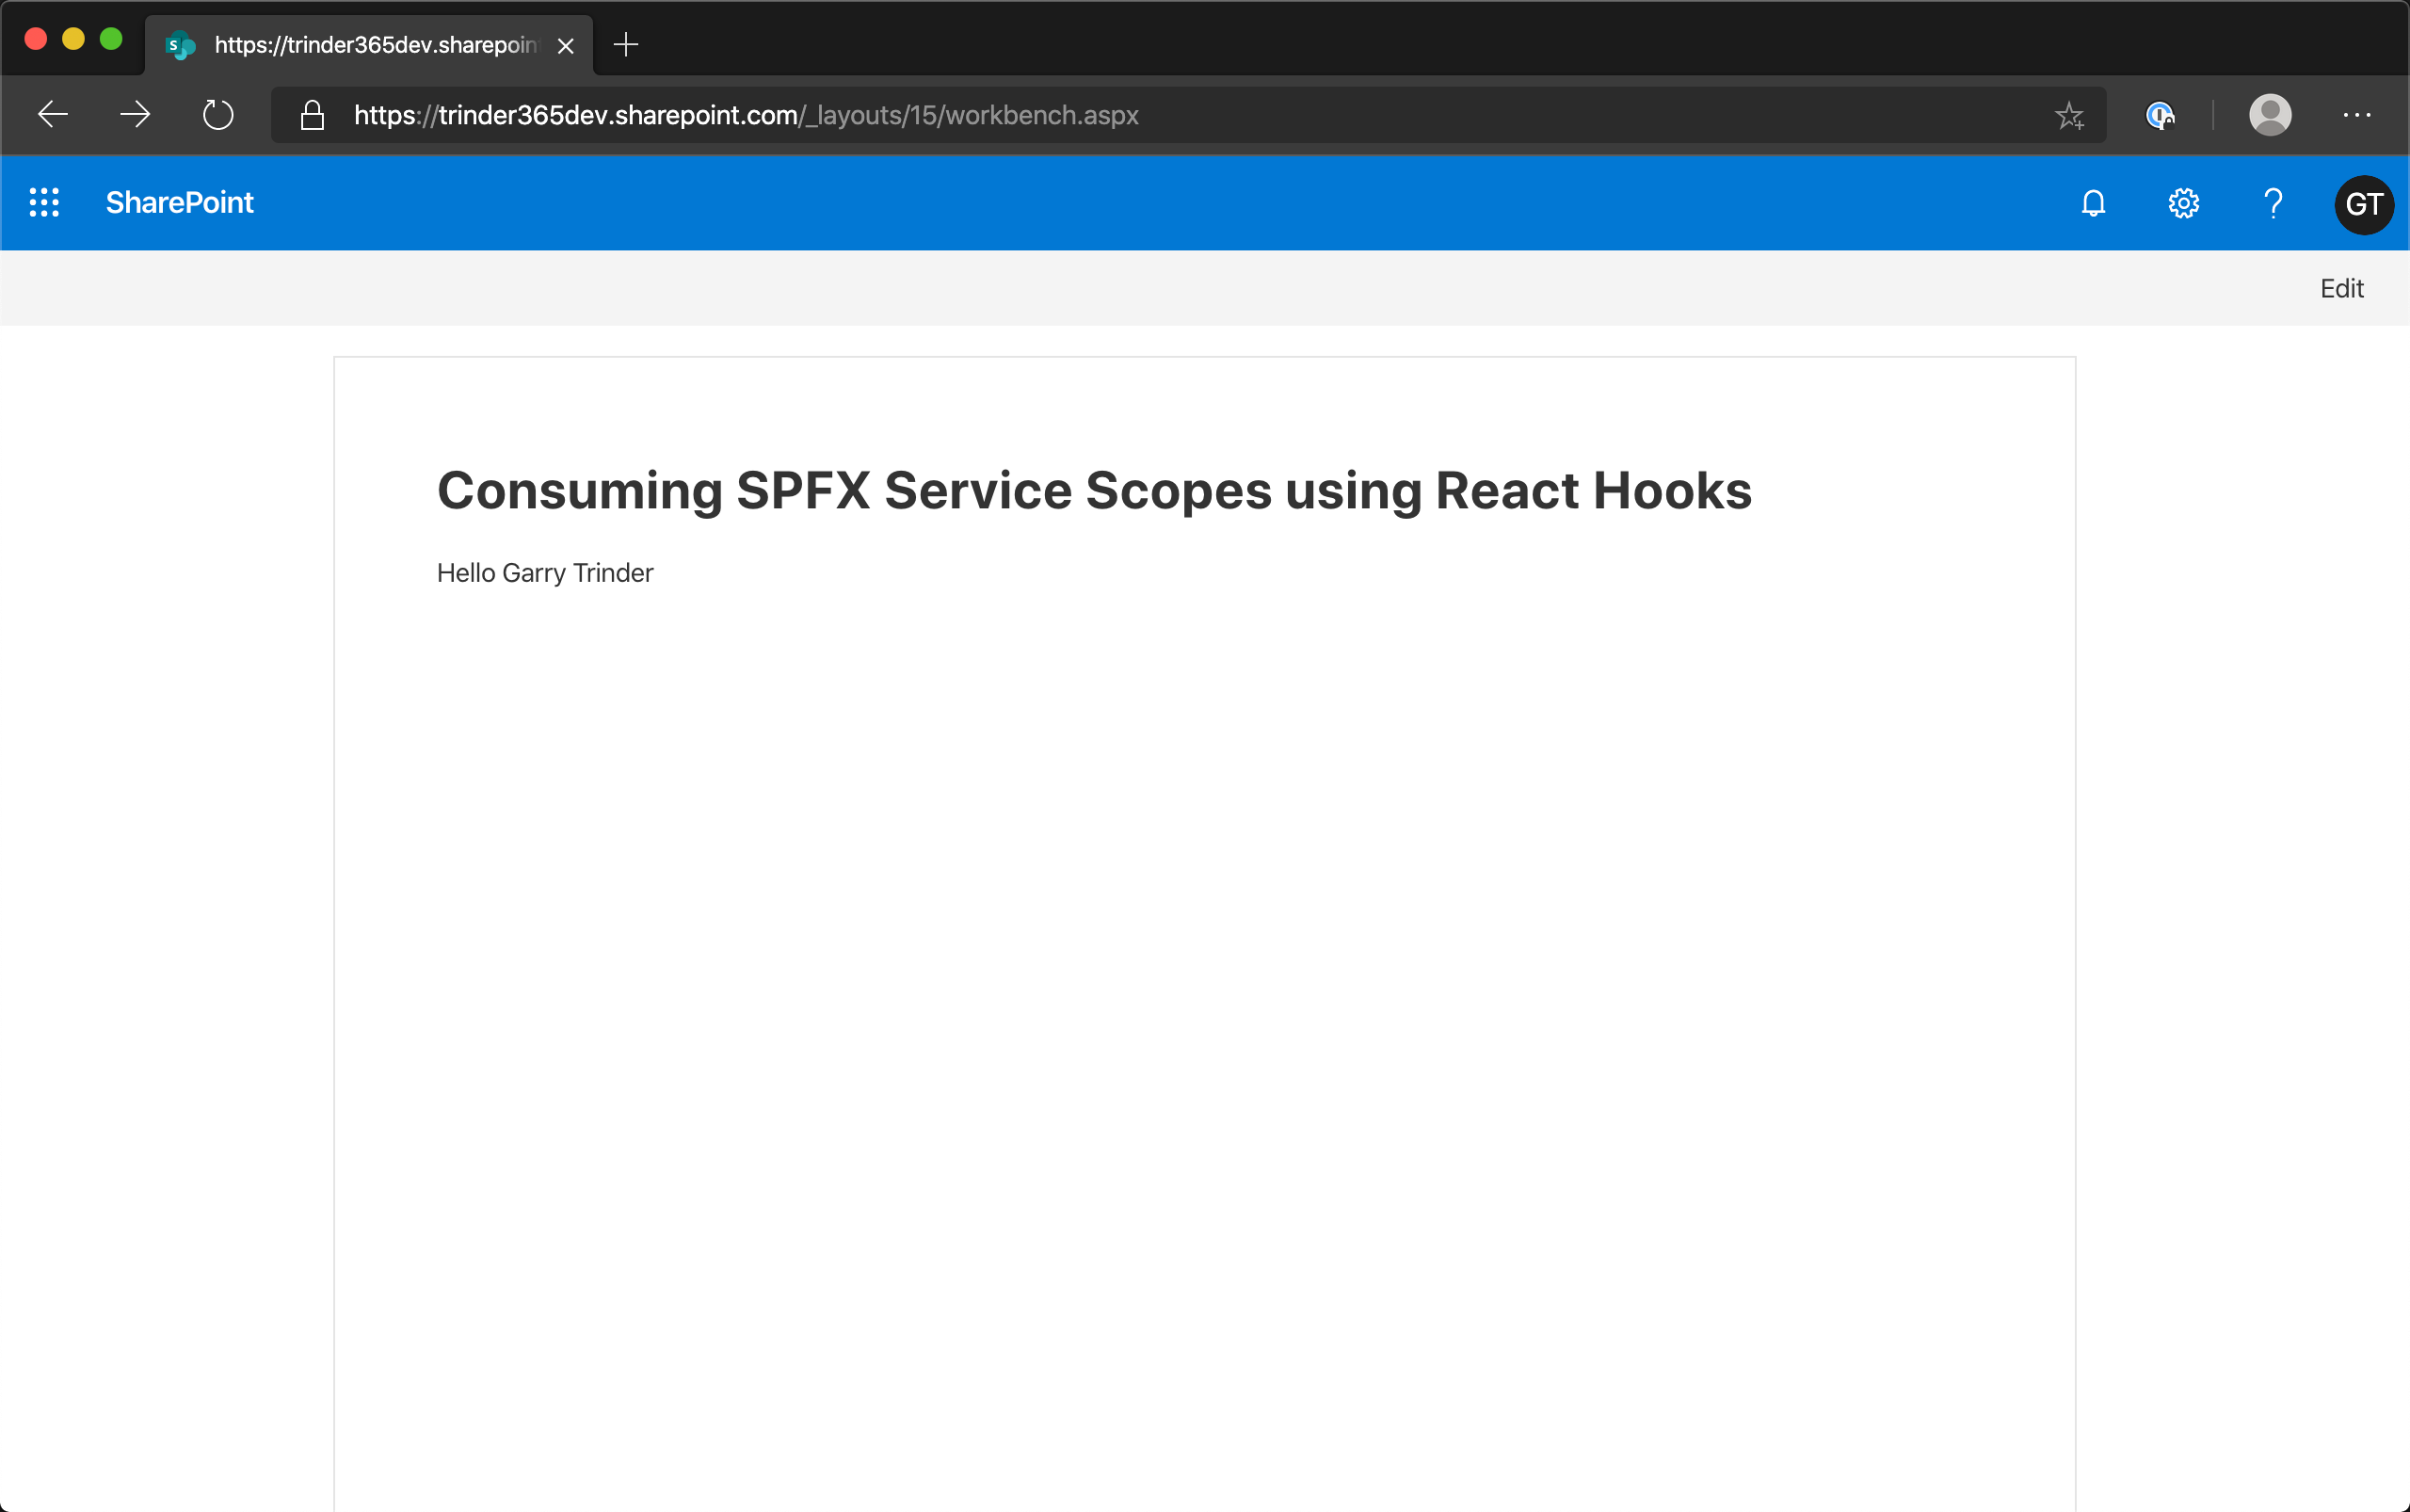 https://trinder365dev.sharepoin
https://trinder365dev.sharepoint.com/_layouts/15/workbench.aspx
SharePoint
GT
Edit
Consuming SPFX Service Scopes using React Hooks
Hello Garry Trinder